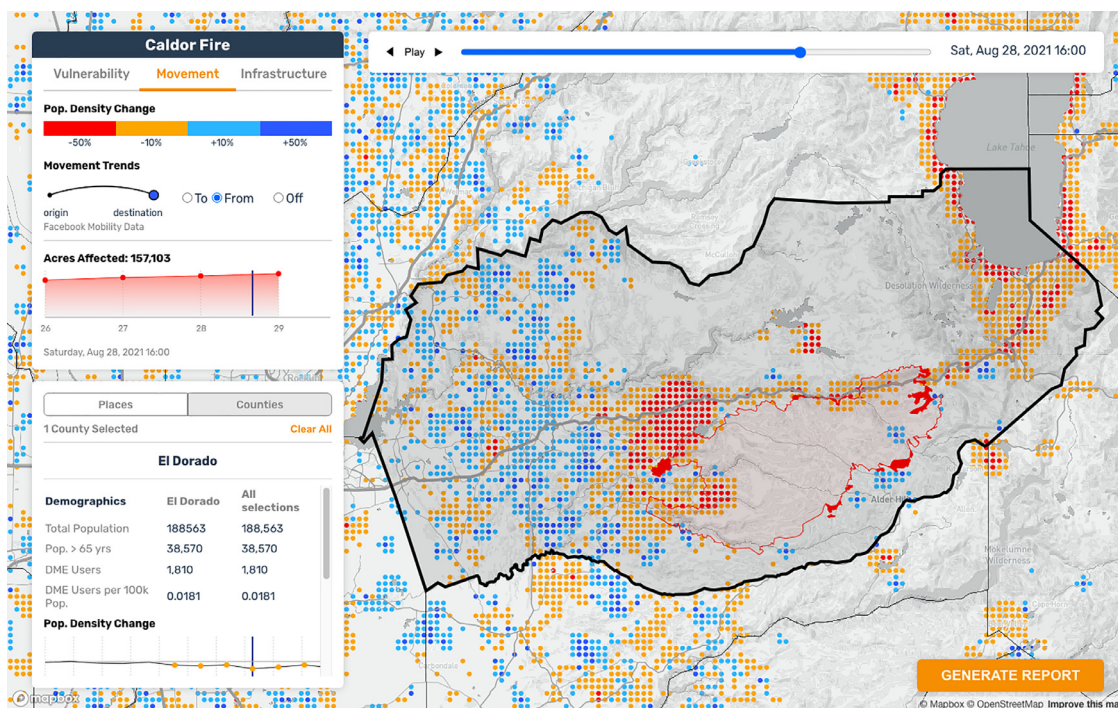 Caldor Fire
Vulnerability Movement Infrastructure
Pop. Density Change
-50% -10% +10% +50%
Movement Trends
To From Off
origin destination
Facebook Mobility Data
Acres Affected: 157,103
26 27 28 29
Saturday, Aug 28, 2021 16:00
Places Counties
1 County Selected Clear All
El Dorado
Demographics El Dorado All selections
Total Population 188563 188,563
Pop. > 65 yrs 38,570 38,570
DME Users 1,810 1,810
DME Users per 100k Pop. 0.0181 0.0181
Pop. Density Change
mapbox
Play Sat, Aug 28, 2021 16:00
Lake Tahoe
Desolation Wilderness
Mokelumne
Wilderness
GENERATE REPORT
© Mapbox © OpenStreetMap Improve this